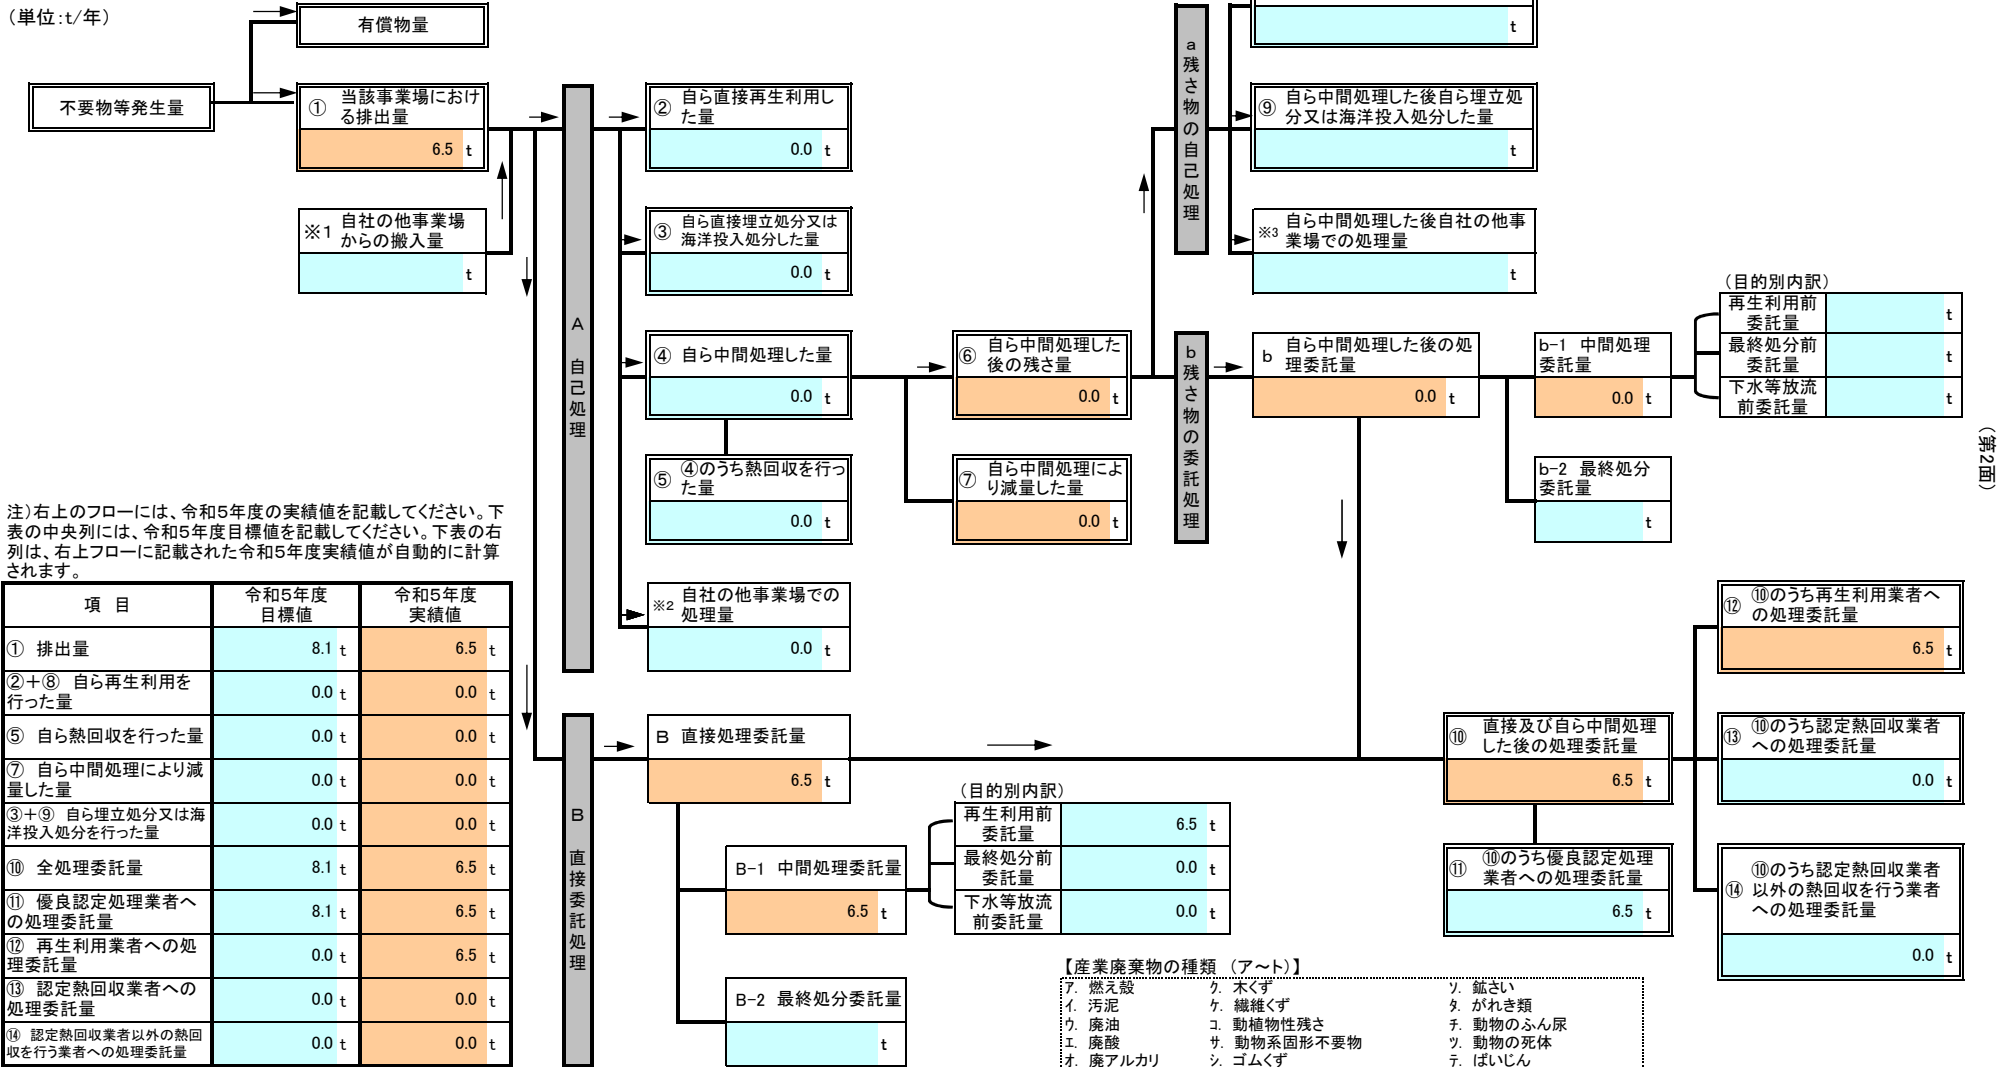 （単位:ｔ/年）
有償物量
不要物等発生量
① 当該事業場におけ
る排出量
6.5 t
※1 自社の他事業場
からの搬入量
t
A 自己処理
② 自ら直接再生利用し
た量
0.0 t
③ 自ら直接埋立処分又は
海洋投入処分した量
0.0 t
④ 自ら中間処理した量
0.0 t
⑤ ④のうち熱回収を行っ
た量
0.0 t
※2 自社の他事業場での
処理量
0.0 t
⑥ 自ら中間処理した
後の残さ量
0.0 t
⑦ 自ら中間処理によ
り減量した量
0.0 t
a残さ物の自己処理
t
⑨ 自ら中間処理した後自ら埋立処
分又は海洋投入処分した量
t
※3 自ら中間処理した後自社の他事
業場での処理量
t
b残さ物の委託処理
b 自ら中間処理した後の処
理委託量
0.0 t
b-1 中間処理
委託量
0.0 t
b-2 最終処分
委託量
t
（目的別内訳）
再生利用前
委託量
t
最終処分前
委託量
t
下水等放流
前委託量
t
（第2面）
注）右上のフローには、令和５年度の実績値を記載してください。下
表の中央列には、令和５年度目標値を記載してください。下表の右
列は、右上フローに記載された令和５年度実績値が自動的に計算
されます。
項 目 令和５年度
目標値 令和５年度
実績値
① 排出量 8.1 t 6.5 t
②＋⑧ 自ら再生利用を
行った量 0.0 t 0.0 t
⑤ 自ら熱回収を行った量 0.0 t 0.0 t
⑦ 自ら中間処理により減
量した量 0.0 t 0.0 t
③＋⑨ 自ら埋立処分又は海
洋投入処分を行った量 0.0 t 0.0 t
⑩ 全処理委託量 8.1 t 6.5 t
⑪ 優良認定処理業者へ
の処理委託量 8.1 t 6.5 t
⑫ 再生利用業者への処
理委託量 0.0 t 6.5 t
⑬ 認定熱回収業者への
処理委託量 0.0 t 0.0 t
⑭ 認定熱回収業者以外の熱回
収を行う業者への処理委託量 0.0 t 0.0 t
B 直接委託処理
B 直接処理委託量
6.5 t
B-1 中間処理委託量
6.5 t
B-2 最終処分委託量
t
（目的別内訳）
再生利用前
委託量
6.5 t
最終処分前
委託量
0.0 t
下水等放流
前委託量
0.0 t
⑩ 直接及び自ら中間処理
した後の処理委託量
6.5 t
⑪ ⑩のうち優良認定処理
業者への処理委託量
6.5 t
⑫ ⑩のうち再生利用業者へ
の処理委託量
6.5 t
⑬ ⑩のうち認定熱回収業者
への処理委託量
0.0 t
⑭ ⑩のうち認定熱回収業者
以外の熱回収を行う業者
への処理委託量
0.0 t
【産業廃棄物の種類 （ア～ト）】
ア. 燃え殻 ク. 木くず ソ. 鉱さい
イ. 汚泥 ケ. 繊維くず タ. がれき類
ウ. 廃油 コ. 動植物性残さ チ. 動物のふん尿
エ. 廃酸 サ. 動物系固形不要物 ツ. 動物の死体
オ. 廃アルカリ シ. ゴムくず テ. ばいじん